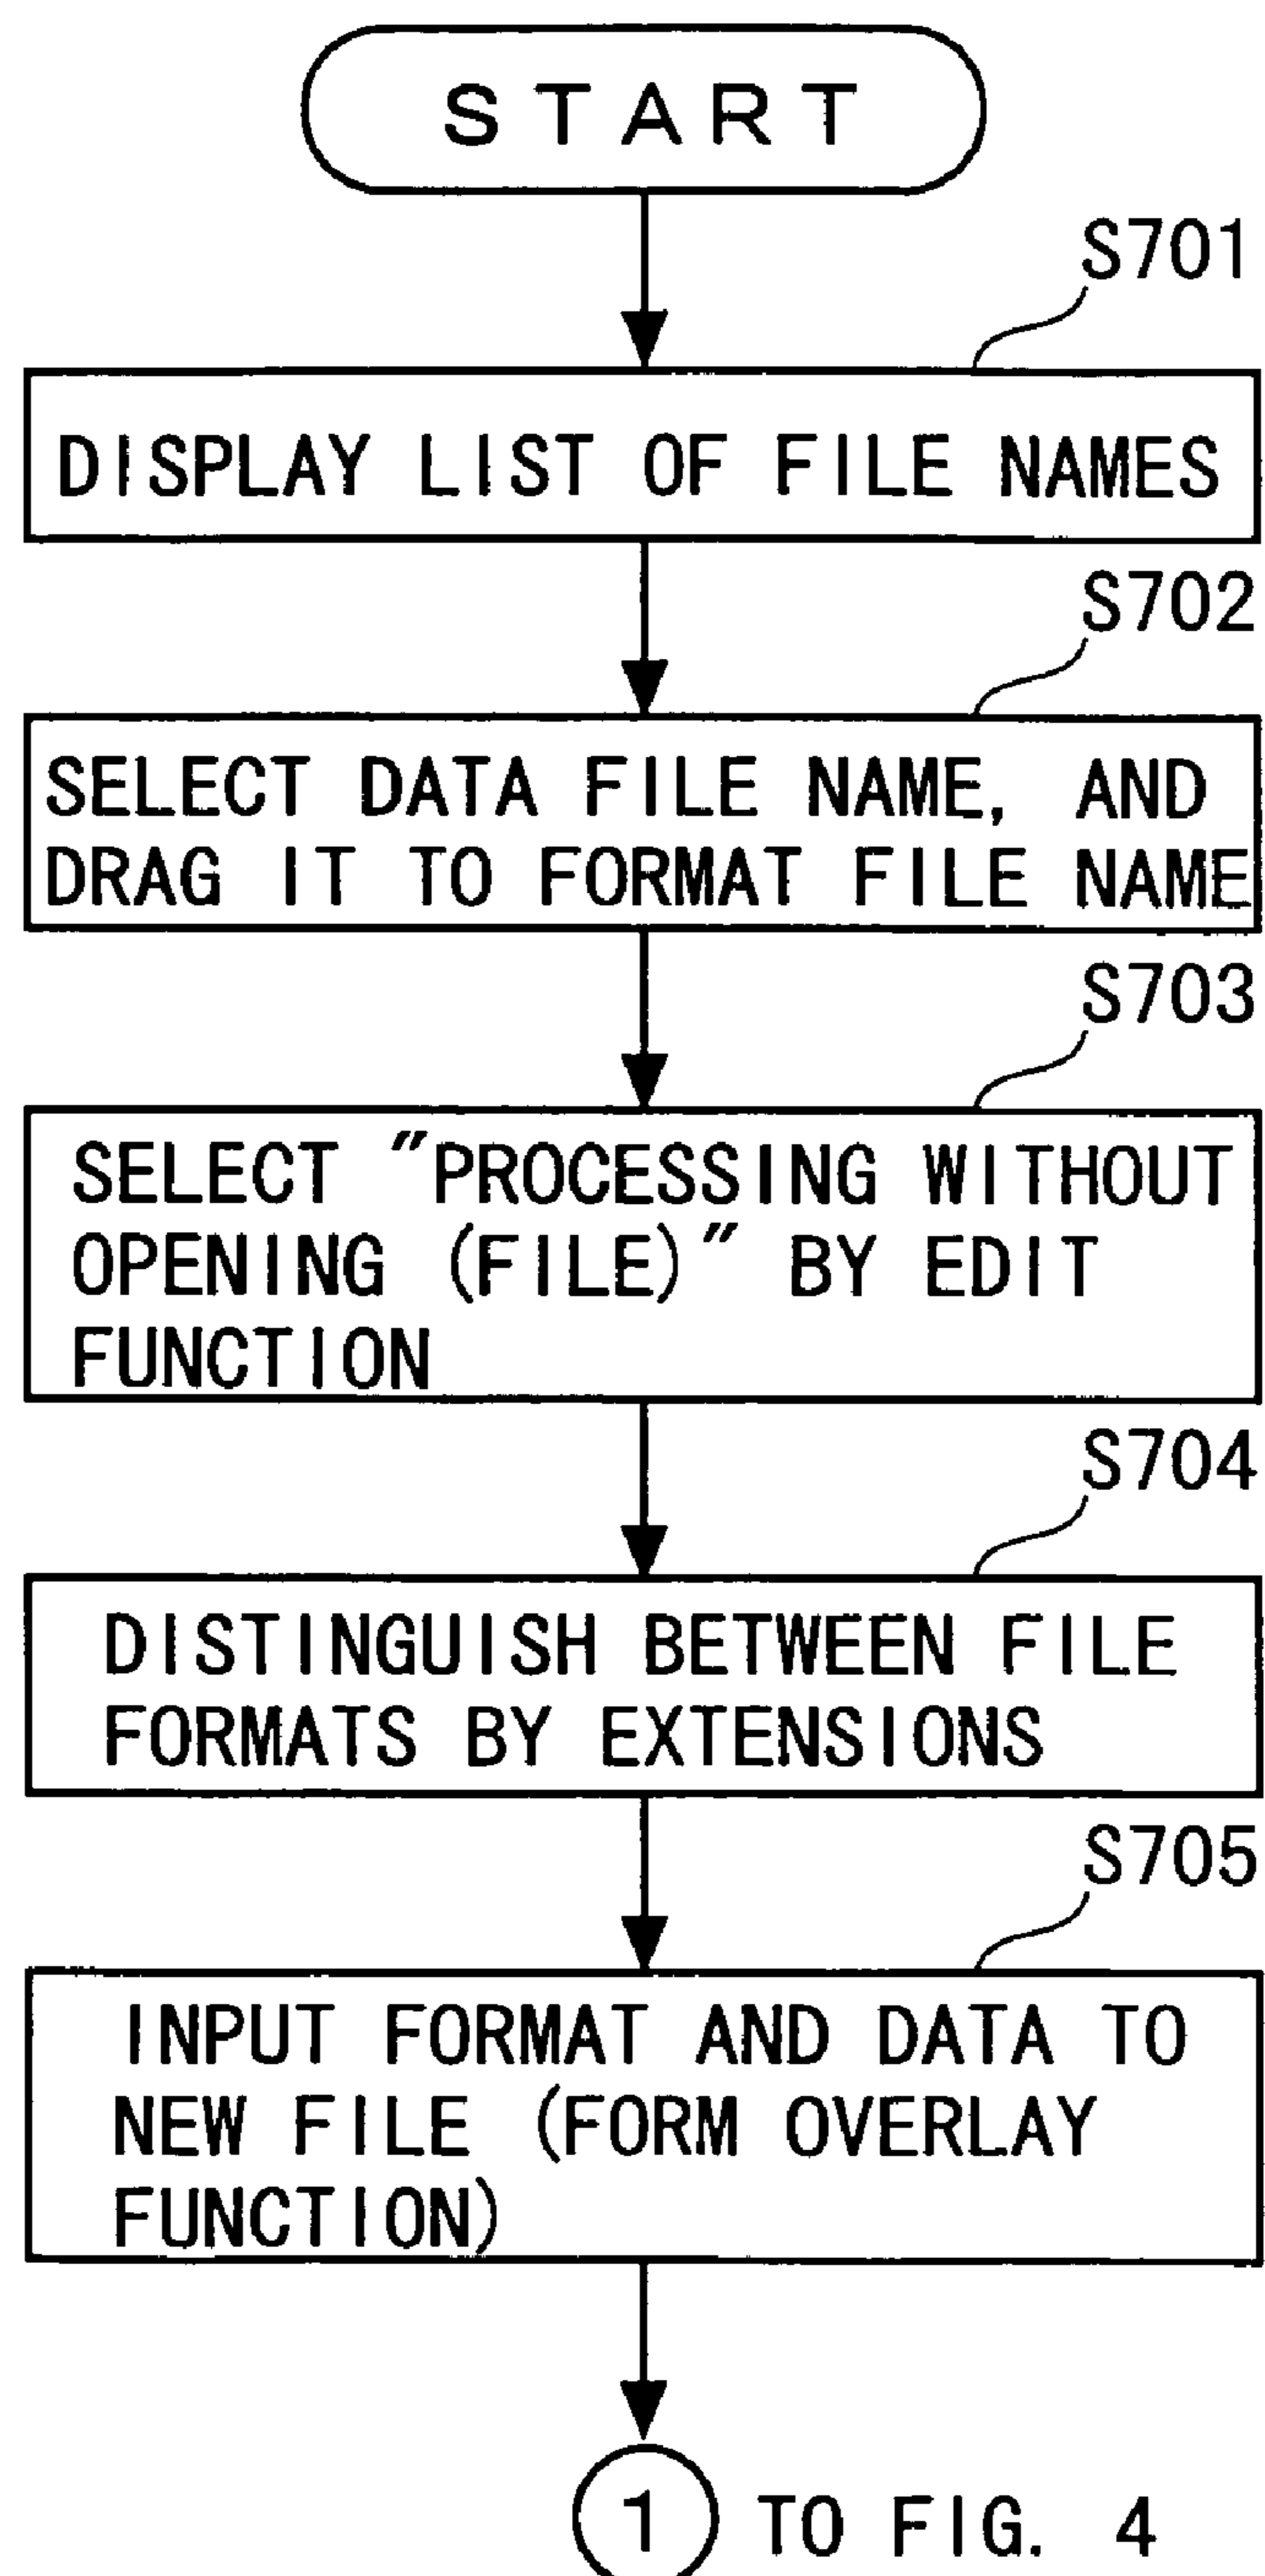 START
S701
DISPLAY LIST OF FILE NAMES
S702
SELECT DATA FILE NAME, AND
DRAG IT TO FORMAT FILE NAME
S703
SELECT "PROCESSING WITHOUT
OPENING (FILE)" BY EDIT
FUNCTION
S704
DISTINGUISH BETWEEN FILE
FORMATS BY EXTENSIONS
S705
INPUT FORMAT AND DATA TO
NEW FILE (FORM OVERLAY
FUNCTION)
1 TO FIG. 4